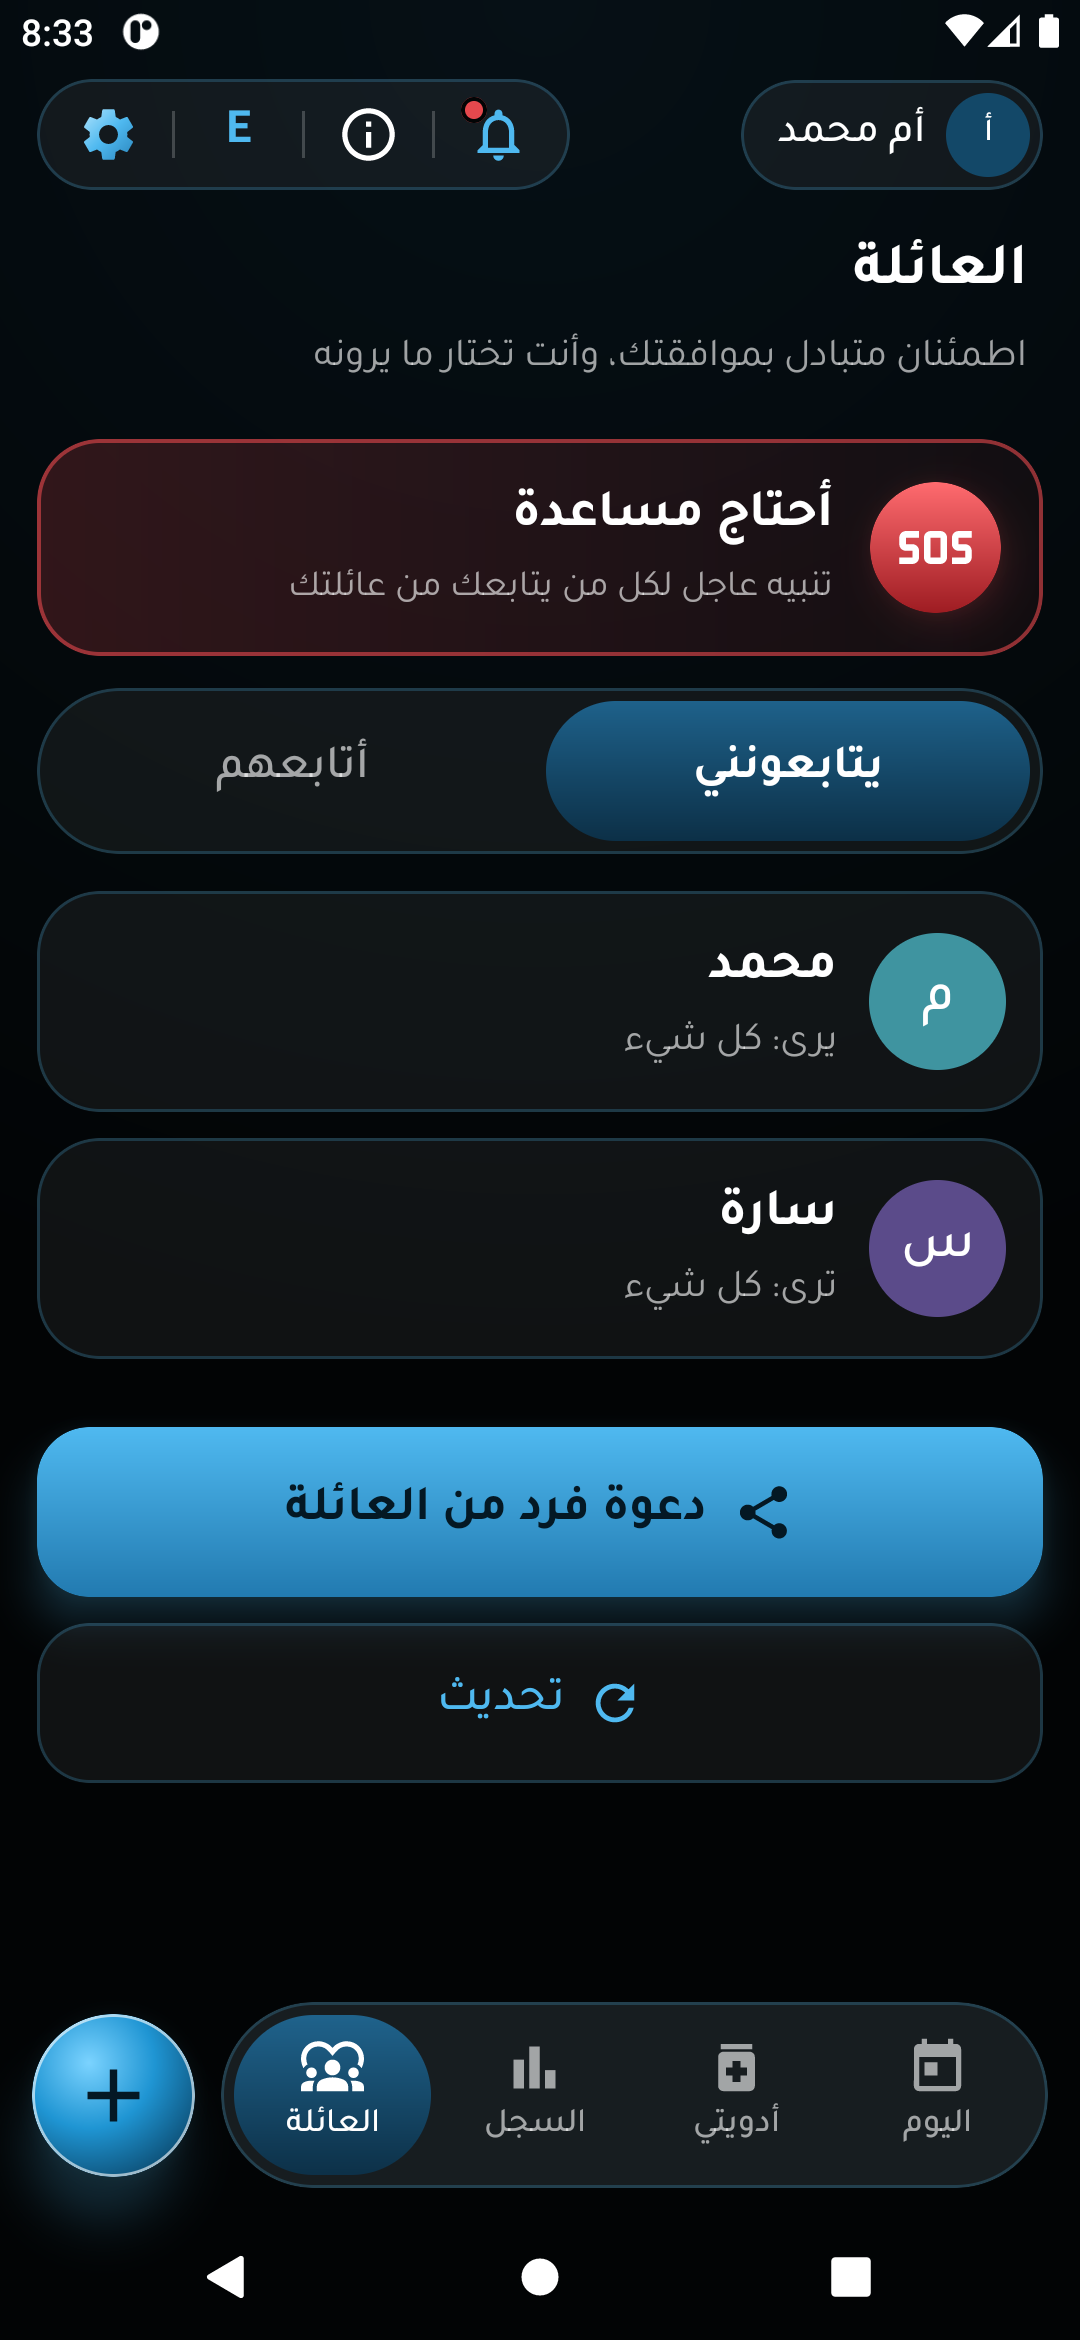 8:33
أم محمد
أ
E
العائلة
اطمئنان متبادل بموافقتك، وأنت تختار ما يرونه
SOS
أحتاج مساعدة
تنبيه عاجل لكل من يتابعك من عائلتك
يتابعونني
أتابعهم
م
محمد
يرى: كل شيء
س
سارة
ترى: كل شيء
دعوة فرد من العائلة
تحديث
اليوم
أدويتي
السجل
العائلة